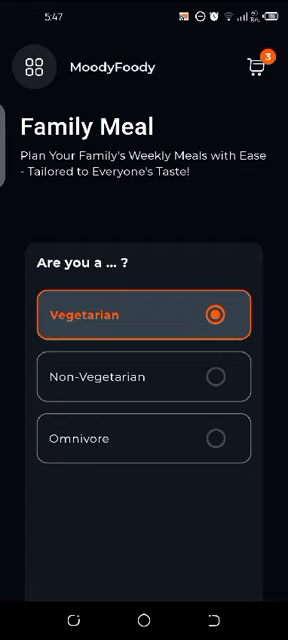 5:47
MoodyFoody
3
Family Meal
Plan Your Family's Weekly Meals with Ease
- Tailored to Everyone's Taste!
Are you a ... ?
Vegetarian
Non-Vegetarian
Omnivore